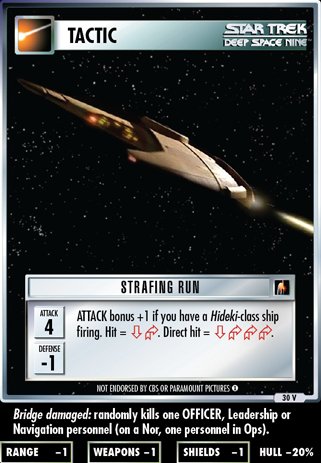 TACTIC
STAR TREK
DEEP SPACE NINE™
STRAFING RUN
ATTACK
4
DEFENSE
-1
ATTACK bonus +1 if you have a Hideki-class ship
firing. Hit = . Direct hit = .
NOT ENDORSED BY CBS OR PARAMOUNT PICTURES
30 V
Bridge damaged: randomly kills one OFFICER, Leadership or
Navigation personnel (on a Nor, one personnel in Ops).
RANGE -1 WEAPONS -1 SHIELDS -1 HULL -20%